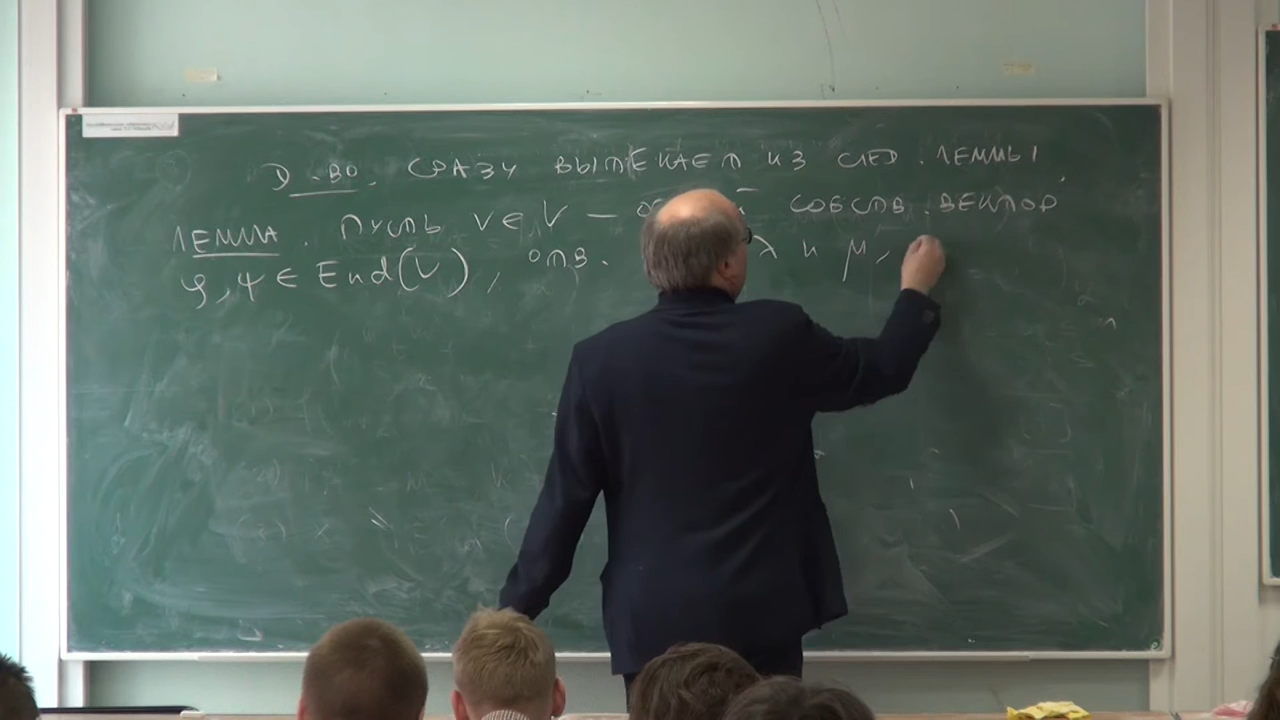 Д-ВО. СРАЗУ ВЫТЕКАЕТ ИЗ СЛЕД. ЛЕММЫ
ЛЕММА. ПУСТЬ V ∈ V — СОБСТВ. ВЕКТОР
φ, ψ ∈ End(V), ОТВ. λ и μ,